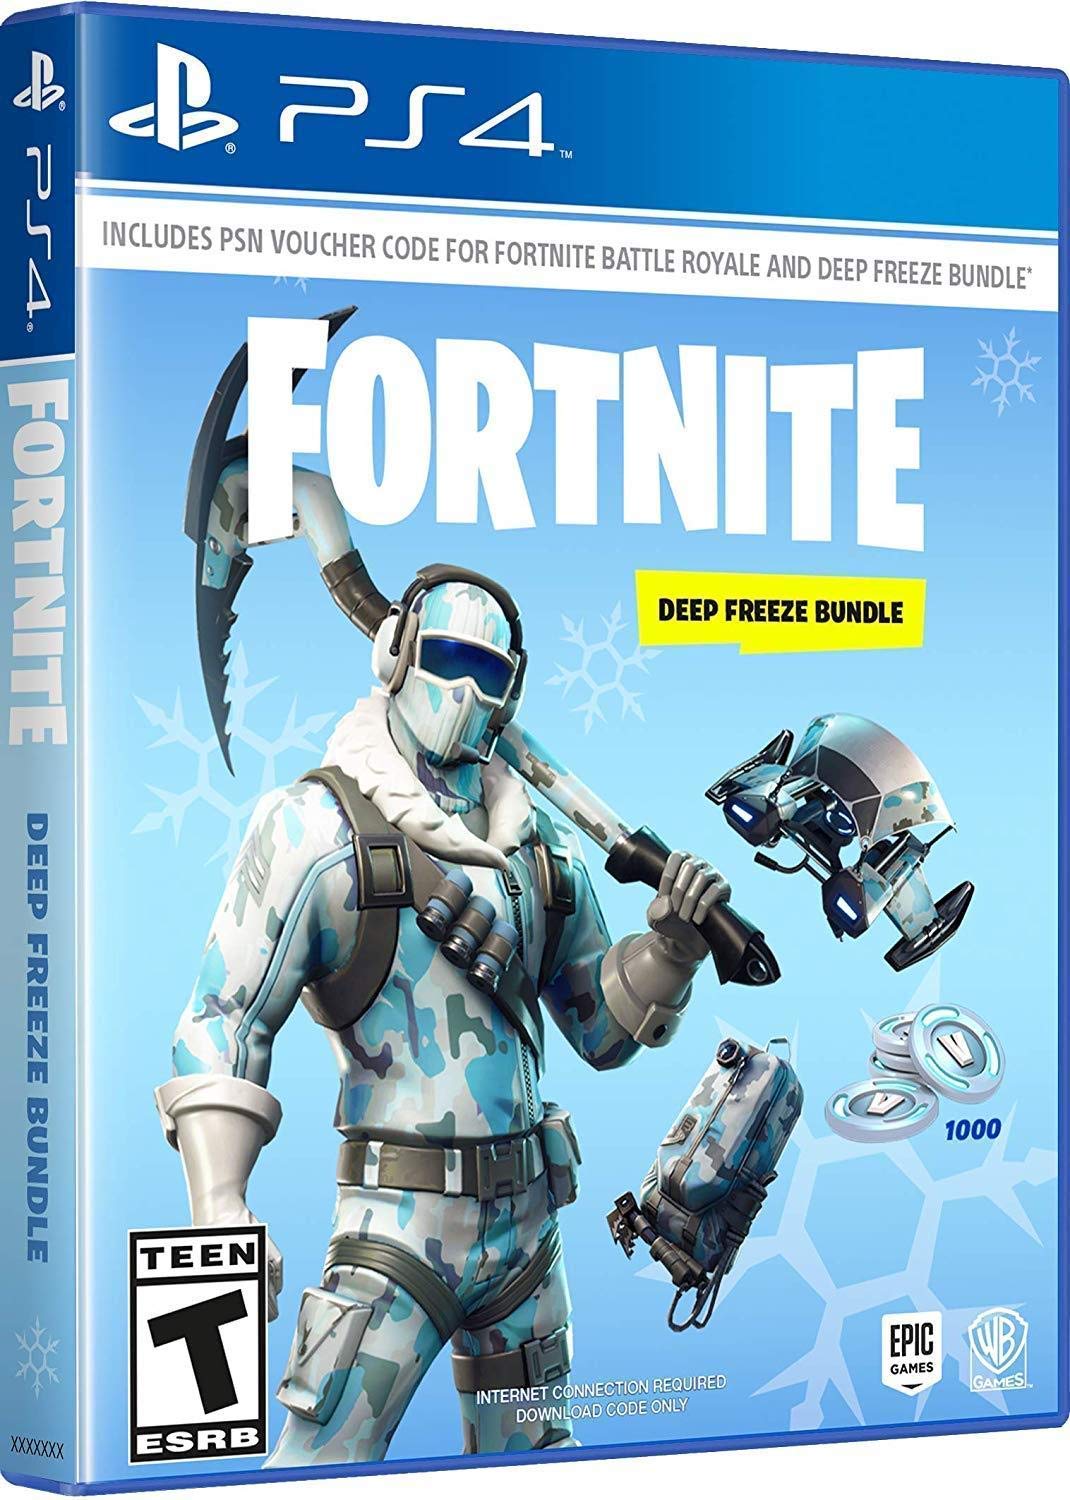 PS4
INCLUDES PSN VOUCHER CODE FOR FORTNITE BATTLE ROYALE AND DEEP FREEZE BUNDLE*
FORTNITE
DEEP FREEZE BUNDLE
1000
TEEN
T
ESRB
INTERNET CONNECTION REQUIRED
DOWNLOAD CODE ONLY
EPIC
GAMES
WB
GAMES
PS4
FORTNITE
DEEP FREEZE BUNDLE
XXXXXXX